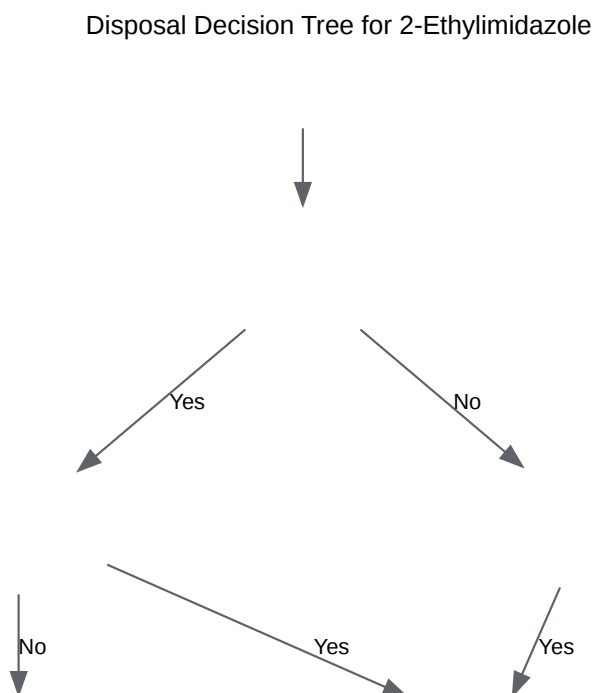 Disposal Decision Tree for 2-Ethylimidazole
Yes
No
No
Yes
Yes